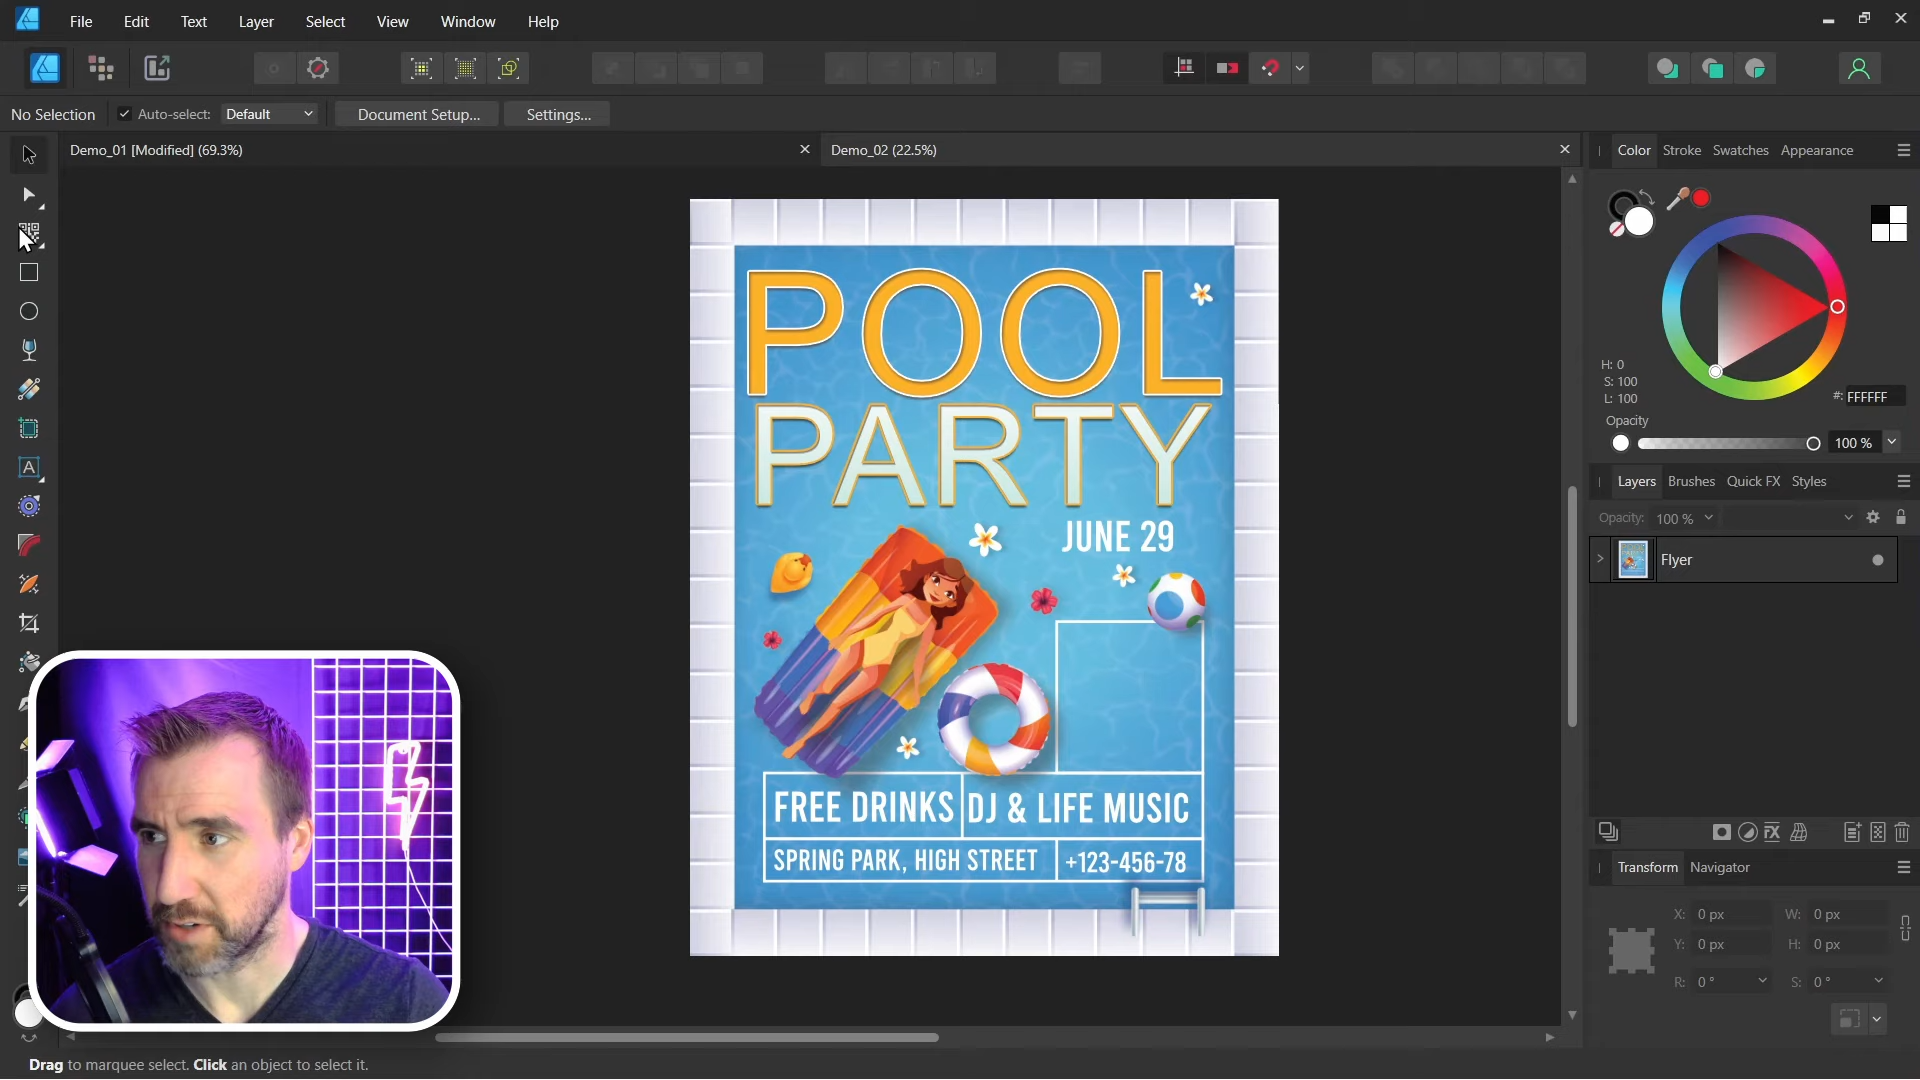 File Edit Text Layer Select View Window Help
No Selection Auto-select: Default Document Setup... Settings...
Demo_01 [Modified] (69.3%)
Demo_02 (22.5%)
Color Stroke Swatches Appearance
H: 0
S: 100
L: 100
#: FFFFFF
Opacity
100 %
Layers Brushes Quick FX Styles
Opacity: 100 %
Flyer
Transform Navigator
X: 0 px W: 0 px
Y: 0 px H: 0 px
R: 0 ° S: 0 °
POOL
PARTY
JUNE 29
FREE DRINKS DJ & LIFE MUSIC
SPRING PARK, HIGH STREET +123-456-78
Drag to marquee select. Click an object to select it.